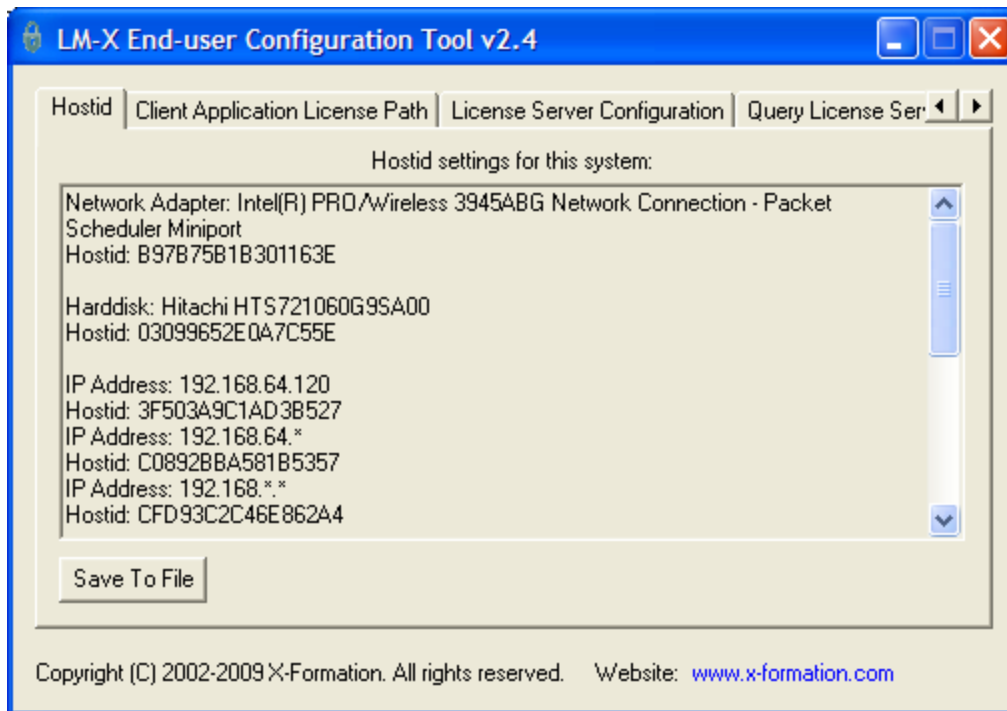 LM-X End-user Configuration Tool v2.4
Hostid Client Application License Path License Server Configuration Query License Ser
Hostid settings for this system:
Network Adapter: Intel(R) PRO/Wireless 3945ABG Network Connection - Packet
Scheduler Miniport
Hostid: B97B75B1B301163E
Harddisk: Hitachi HTS721060G9SA00
Hostid: 03099652E0A7C55E
IP Address: 192.168.64.120
Hostid: 3F503A9C1AD3B527
IP Address: 192.168.64.*
Hostid: C0892BBA581B5357
IP Address: 192.168.*.*
Hostid: CFD93C2C46E862A4
Save To File
Copyright (C) 2002-2009 X-Formation. All rights reserved. Website: www.x-formation.com